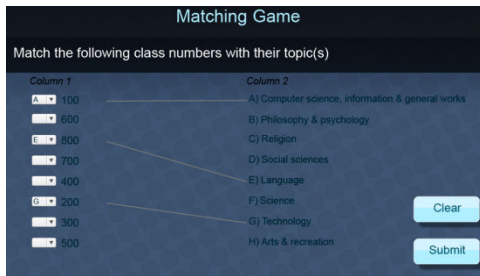 Matching Game
Match the following class numbers with their topic(s)
Column 1 Column 2
A 100 A) Computer science, information & general works
600 B) Philosophy & psychology
E 800 C) Religion
700 D) Social sciences
400 E) Language
G 200 F) Science
300 G) Technology
500 H) Arts & recreation
Clear
Submit